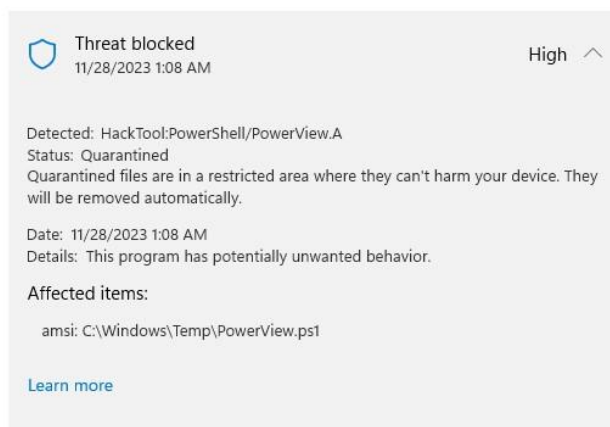 Threat blocked
High
11/28/2023 1:08 AM
Detected: HackTool:PowerShell/PowerView.A
Status: Quarantined
Quarantined files are in a restricted area where they can't harm your device. They
will be removed automatically.
Date: 11/28/2023 1:08 AM
Details: This program has potentially unwanted behavior.
Affected items:
amsi: C:\Windows\Temp\PowerView.ps1
Learn more